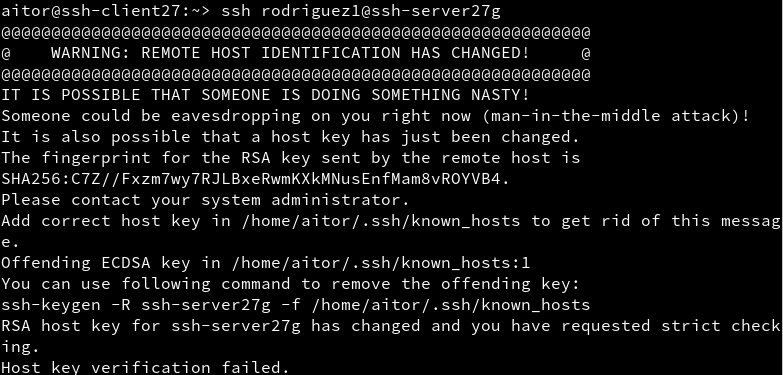 aitor@ssh-client27:~> ssh rodriguez1@ssh-server27g
@@@@@@@@@@@@@@@@@@@@@@@@@@@@@@@@@@@@@@@@@@@@@@@@@@@@@@@@@@@
@    WARNING: REMOTE HOST IDENTIFICATION HAS CHANGED!     @
@@@@@@@@@@@@@@@@@@@@@@@@@@@@@@@@@@@@@@@@@@@@@@@@@@@@@@@@@@@
IT IS POSSIBLE THAT SOMEONE IS DOING SOMETHING NASTY!
Someone could be eavesdropping on you right now (man-in-the-middle attack)!
It is also possible that a host key has just been changed.
The fingerprint for the RSA key sent by the remote host is
SHA256:C7Z//Fxzm7wy7RJLBxeRwmKXkMNusEnfMam8vROYVB4.
Please contact your system administrator.
Add correct host key in /home/aitor/.ssh/known_hosts to get rid of this messag
e.
Offending ECDSA key in /home/aitor/.ssh/known_hosts:1
You can use following command to remove the offending key:
ssh-keygen -R ssh-server27g -f /home/aitor/.ssh/known_hosts
RSA host key for ssh-server27g has changed and you have requested strict check
ing.
Host key verification failed.